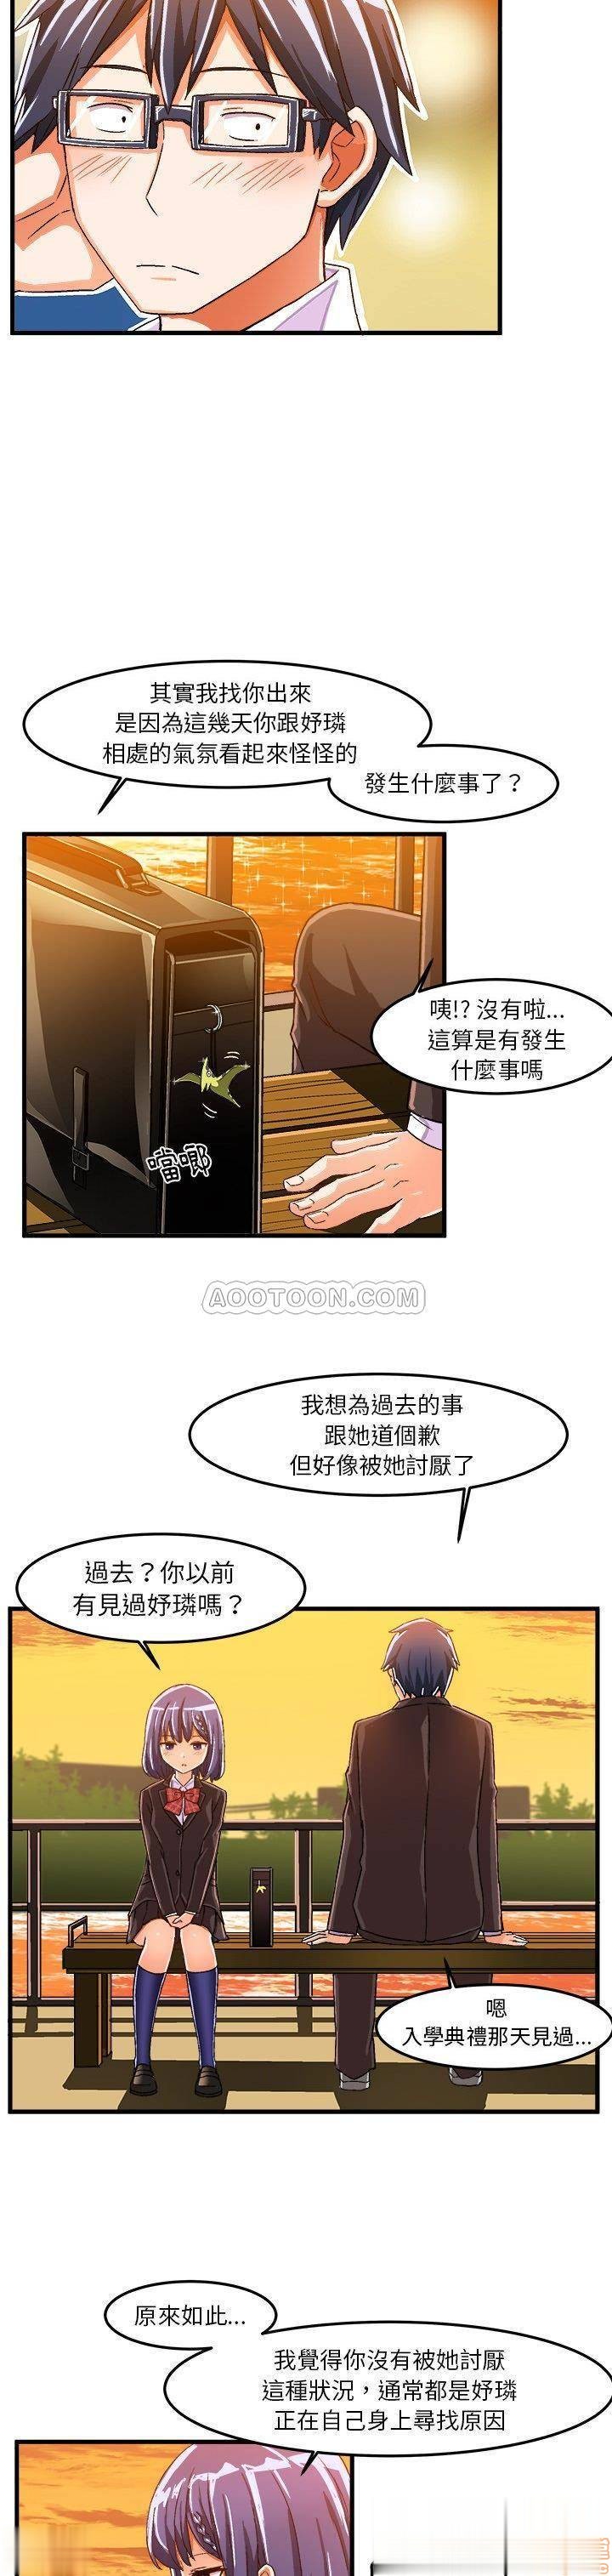 其實我找你出來
是因為這幾天你跟妤璘
相處的氣氛看起來怪怪的
發生什麼事了？
咦!? 沒有啦...
這算是有發生
什麼事嗎
噹啷
AOOTOON.COM
我想為過去的事
跟她道個歉
但好像被她討厭了
過去？你以前
有見過妤璘嗎？
嗯
入學典禮那天見過...
原來如此...
我覺得你沒有被她討厭
這種狀況，通常都是妤璘
正在自己身上尋找原因